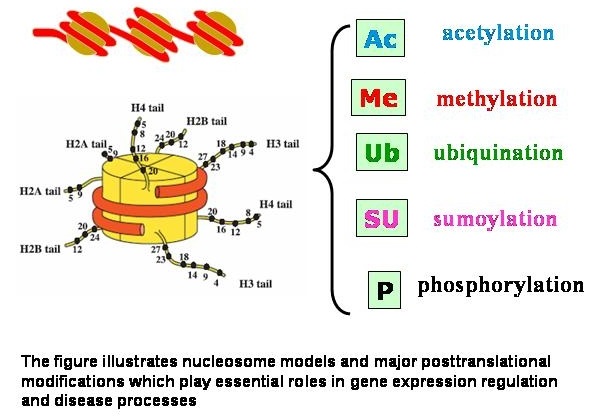 Ac acetylation
Me methylation
Ub ubiquination
SU sumoylation
P phosphorylation
H4 tail
5
8
12
16
20
H2B tail
24 20
12
H2A tail 5
9
H3 tail
27
23
18
14 9 4
H2A tail
5 9
H4 tail
20
16 12
8
5
H2B tail
20
24
12
27
23
18
14 9 4
H3 tail
The figure illustrates nucleosome models and major posttranslational
modifications which play essential roles in gene expression regulation
and disease processes